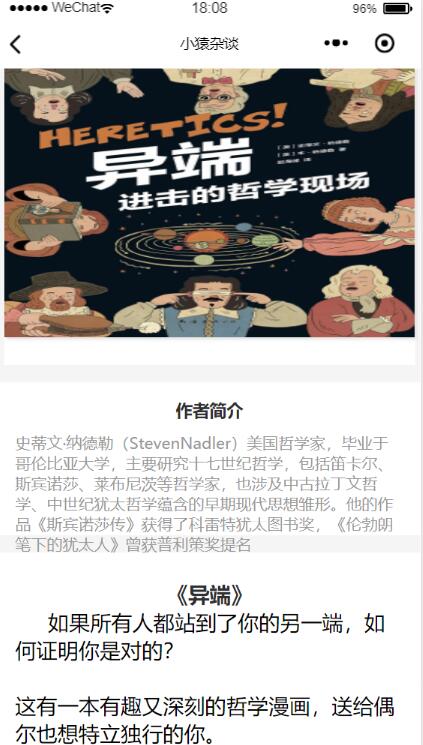 WeChat 18:08 96%
小猿杂谈
HERETICS!
异端
进击的哲学现场
作者简介
史蒂文·纳德勒（StevenNadler）美国哲学家，毕业于
哥伦比亚大学，主要研究十七世纪哲学，包括笛卡尔、
斯宾诺莎、莱布尼茨等哲学家，也涉及中古拉丁文哲
学、中世纪犹太哲学蕴含的早期现代思想雏形。他的作
品《斯宾诺莎传》获得了科雷特犹太图书奖，《伦勃朗
笔下的犹太人》曾获普利策奖提名
《异端》
如果所有人都站到了你的另一端，如
何证明你是对的？
这有一本有趣又深刻的哲学漫画，送给偶
尔也想特立独行的你。